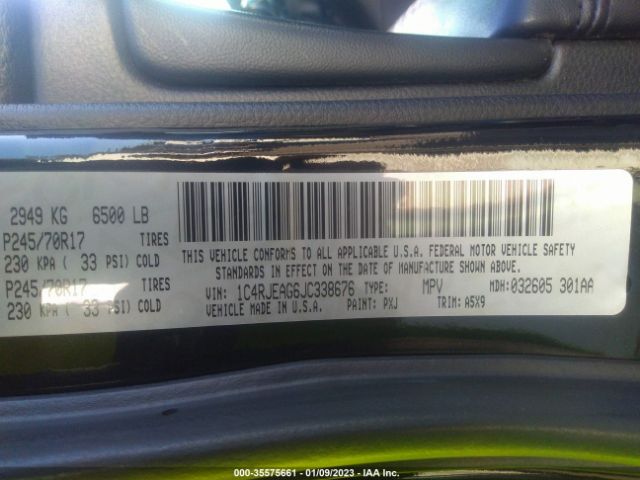 2949 KG 6500 LB
P245/70R17 TIRES
230 KPA ( 33 PSI) COLD
P245/70R17 TIRES
230 KPA ( 33 PSI) COLD
THIS VEHICLE CONFORMS TO ALL APPLICABLE U.S.A. FEDERAL MOTOR VEHICLE SAFETY
STANDARDS IN EFFECT ON THE DATE OF MANUFACTURE SHOWN ABOVE.
VIN: 1C4RJEAG6JC338676 TYPE: MPV MDH: 032605 301AA
VEHICLE MADE IN U.S.A. PAINT: PXJ TRIM: A5X9
000-35575661 - 01/09/2023 - IAA Inc.